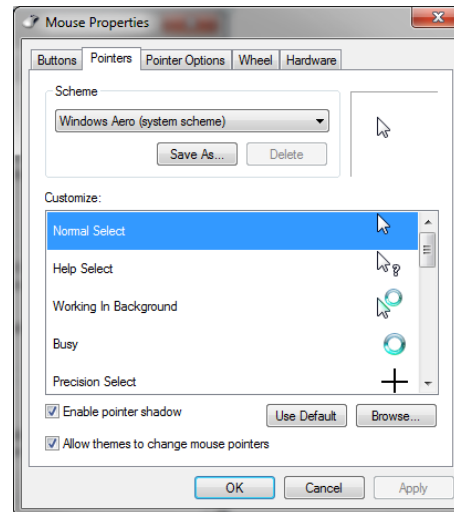 Mouse Properties
Buttons Pointers Pointer Options Wheel Hardware
Scheme
Windows Aero (system scheme)
Save As... Delete
Customize:
Normal Select
Help Select
Working In Background
Busy
Precision Select
Enable pointer shadow Use Default Browse...
Allow themes to change mouse pointers
OK Cancel Apply